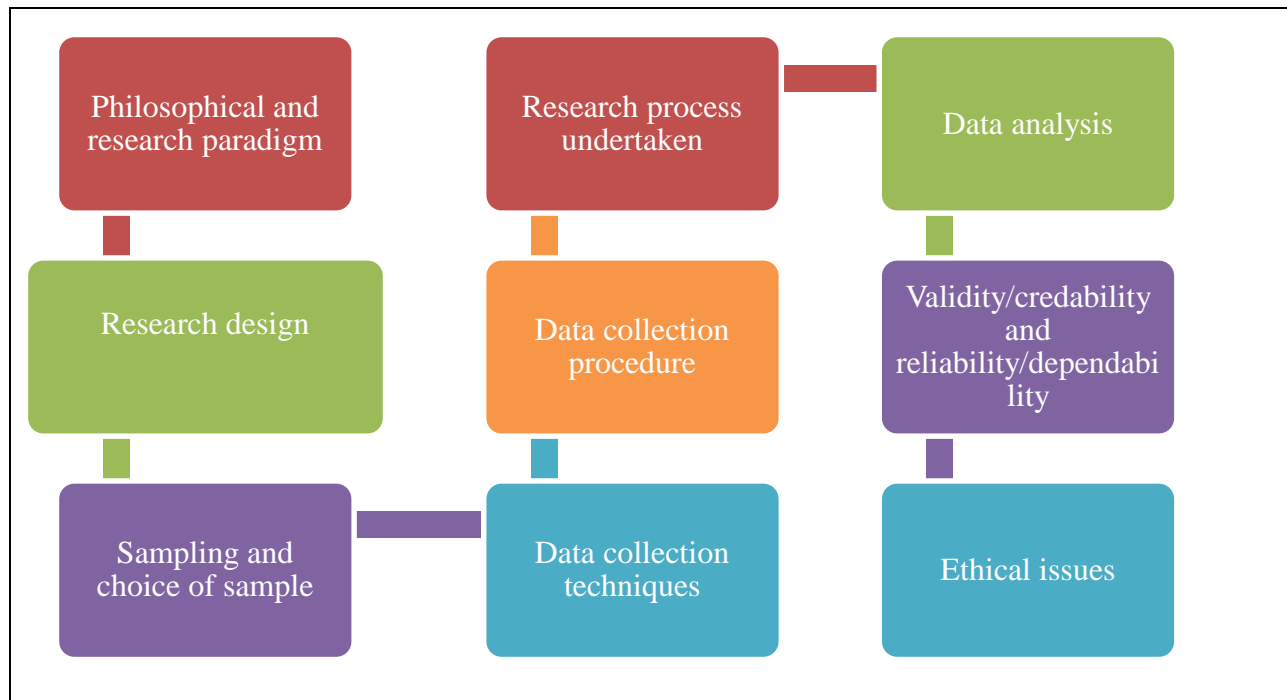 Philosophical and
research paradigm
Research design
Sampling and
choice of sample
Data collection
techniques
Data collection
procedure
Research process
undertaken
Data analysis
Validity/credability
and
reliability/dependabi
lity
Ethical issues